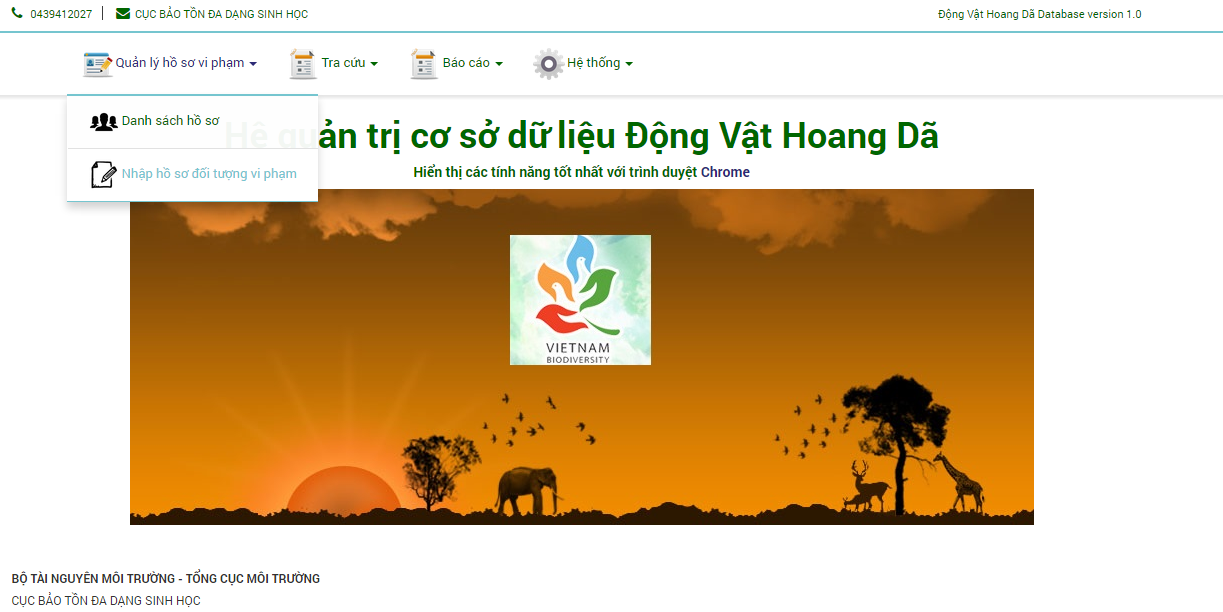 0439412027 | CỤC BẢO TỒN ĐA DẠNG SINH HỌC
Động Vật Hoang Dã Database version 1.0
Quản lý hồ sơ vi phạm
Tra cứu
Báo cáo
Hệ thống
Danh sách hồ sơ
Nhập hồ sơ đối tượng vi phạm
Hệ quản trị cơ sở dữ liệu Động Vật Hoang Dã
Hiển thị các tính năng tốt nhất với trình duyệt Chrome
VIETNAM
BIODIVERSITY
BỘ TÀI NGUYÊN MÔI TRƯỜNG - TỔNG CỤC MÔI TRƯỜNG
CỤC BẢO TỒN ĐA DẠNG SINH HỌC